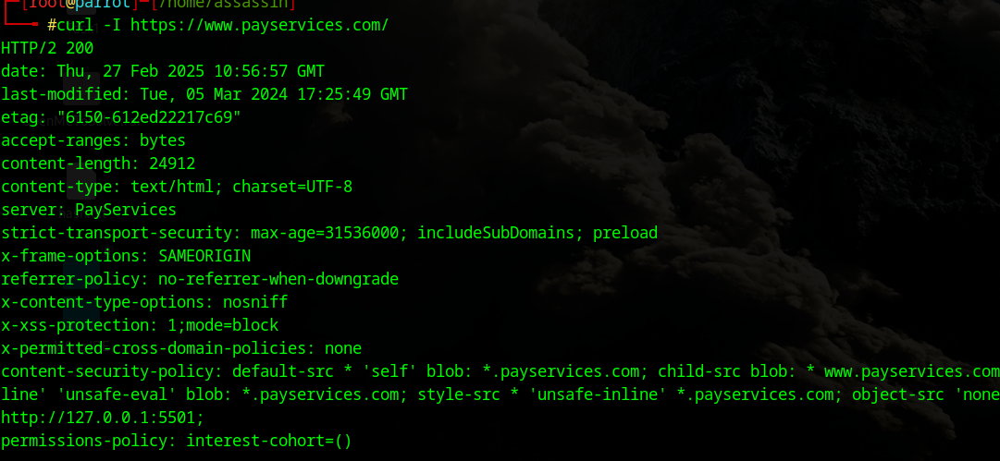 ┌─[root@parrot]─[/home/assassin]
└──╼ #curl -I https://www.payservices.com/
HTTP/2 200
date: Thu, 27 Feb 2025 10:56:57 GMT
last-modified: Tue, 05 Mar 2024 17:25:49 GMT
etag: "6150-612ed22217c69"
accept-ranges: bytes
content-length: 24912
content-type: text/html; charset=UTF-8
server: PayServices
strict-transport-security: max-age=31536000; includeSubDomains; preload
x-frame-options: SAMEORIGIN
referrer-policy: no-referrer-when-downgrade
x-content-type-options: nosniff
x-xss-protection: 1;mode=block
x-permitted-cross-domain-policies: none
content-security-policy: default-src * 'self' blob: *.payservices.com; child-src blob: * www.payservices.com
line' 'unsafe-eval' blob: *.payservices.com; style-src * 'unsafe-inline' *.payservices.com; object-src 'none
http://127.0.0.1:5501;
permissions-policy: interest-cohort=()